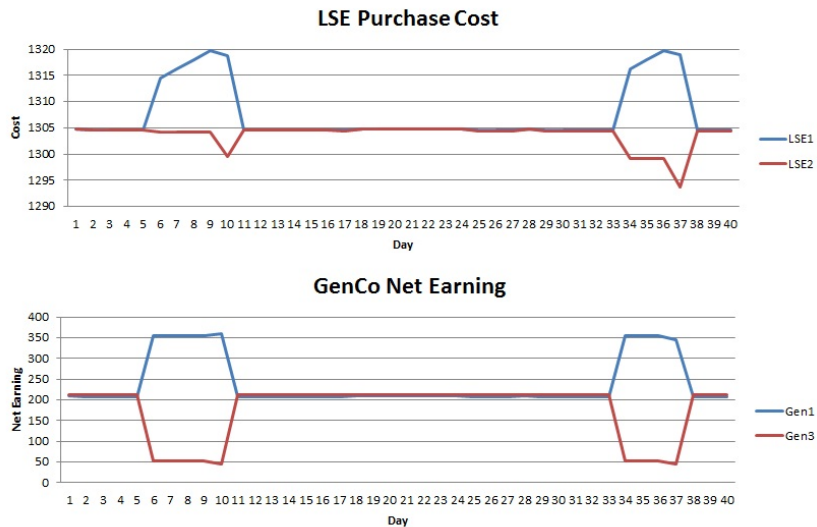 LSE Purchase Cost
1320
1315
1310
1305
1300
1295
1290
Cost
1 2 3 4 5 6 7 8 9 10 11 12 13 14 15 16 17 18 19 20 21 22 23 24 25 26 27 28 29 30 31 32 33 34 35 36 37 38 39 40
Day
LSE1
LSE2
GenCo Net Earning
400
350
300
250
200
150
100
50
0
Net Earning
1 2 3 4 5 6 7 8 9 10 11 12 13 14 15 16 17 18 19 20 21 22 23 24 25 26 27 28 29 30 31 32 33 34 35 36 37 38 39 40
Day
Gen1
Gen3